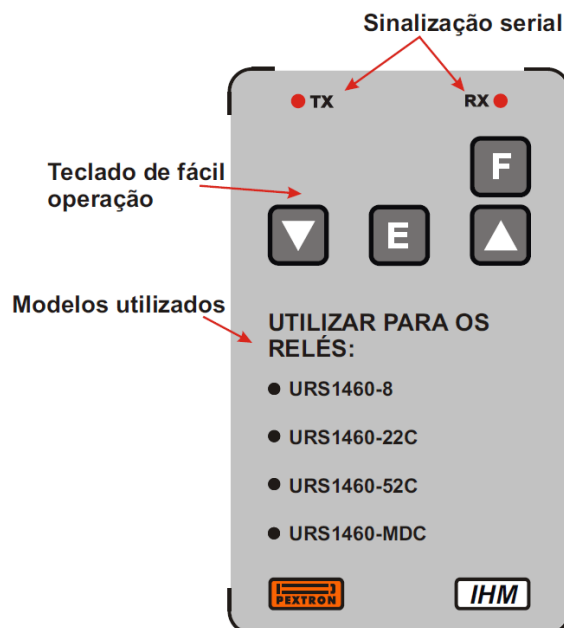 Sinalização serial
TX
RX
F
Teclado de fácil
operação
E
Modelos utilizados
UTILIZAR PARA OS
RELÉS:
URS1460-8
URS1460-22C
URS1460-52C
URS1460-MDC
PEXTRON
IHM